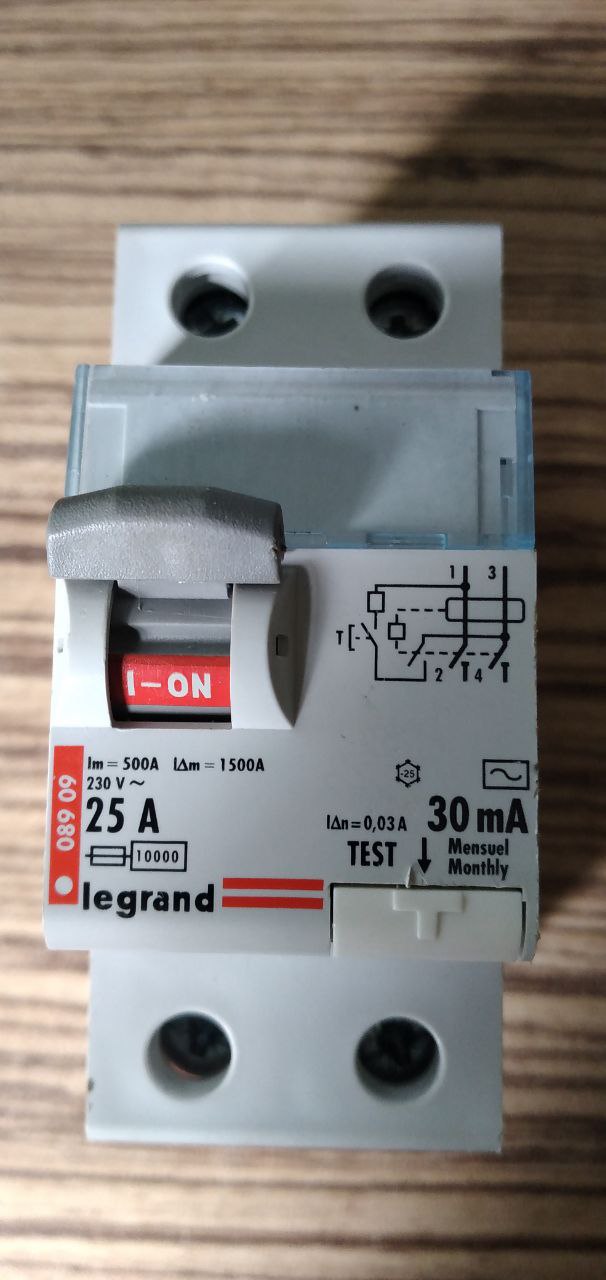 1 3
T
2 4
I-ON
Im = 500A IΔm = 1500A
230 V ~
25 A
10000
089 09
-25
IΔn = 0,03 A 30 mA
TEST ↓ Mensuel
Monthly
legrand
T